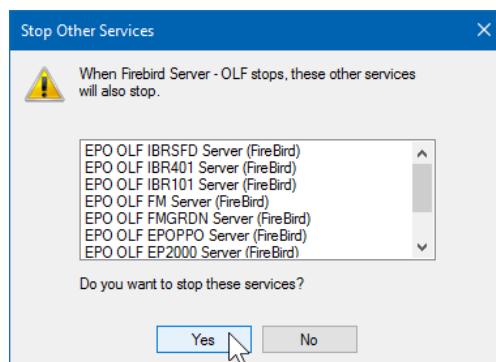 Stop Other Services
When Firebird Server - OLF stops, these other services
will also stop.
EPO OLF IBRSFD Server (FireBird)
EPO OLF IBR401 Server (FireBird)
EPO OLF IBR101 Server (FireBird)
EPO OLF FM Server (FireBird)
EPO OLF FMGRDN Server (FireBird)
EPO OLF EPOPPO Server (FireBird)
EPO OLF EP2000 Server (FireBird)
Do you want to stop these services?
Yes No